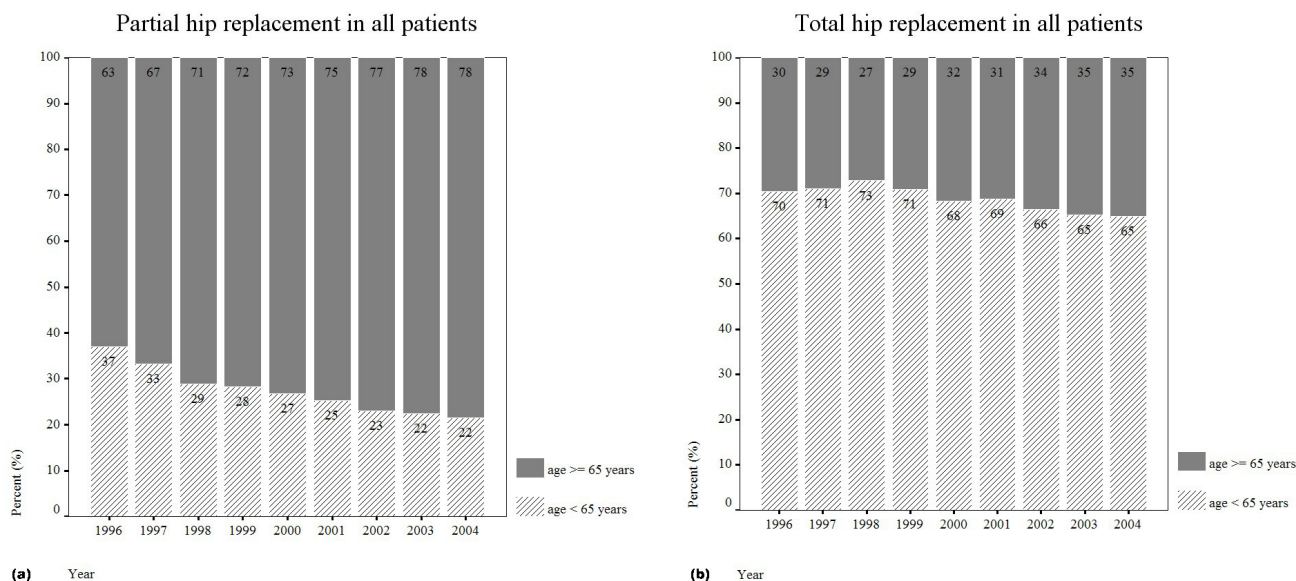 Partial hip replacement in all patients
100
90
80
70
60
50
40
30
20
10
0
Percent (%)
63 67 71 72 73 75 77 78 78
37 33 29 28 27 25 23 22 22
1996 1997 1998 1999 2000 2001 2002 2003 2004
age >= 65 years
age < 65 years
(a) Year
Total hip replacement in all patients
100
90
80
70
60
50
40
30
20
10
0
Percent (%)
30 29 27 29 32 31 34 35 35
70 71 73 71 68 69 66 65 65
1996 1997 1998 1999 2000 2001 2002 2003 2004
age >= 65 years
age < 65 years
(b) Year